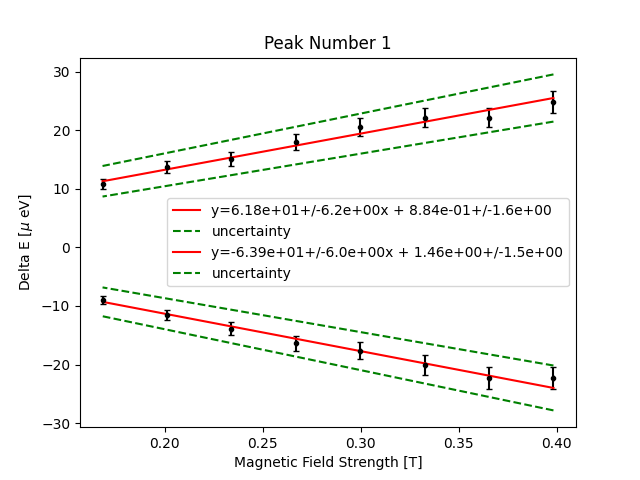 Peak Number 1
30
20
10
0
−10
−20
−30
Delta E [μ eV]
y=6.18e+01+/-6.2e+00x + 8.84e-01+/-1.6e+00
uncertainty
y=-6.39e+01+/-6.0e+00x + 1.46e+00+/-1.5e+00
uncertainty
0.20 0.25 0.30 0.35 0.40
Magnetic Field Strength [T]